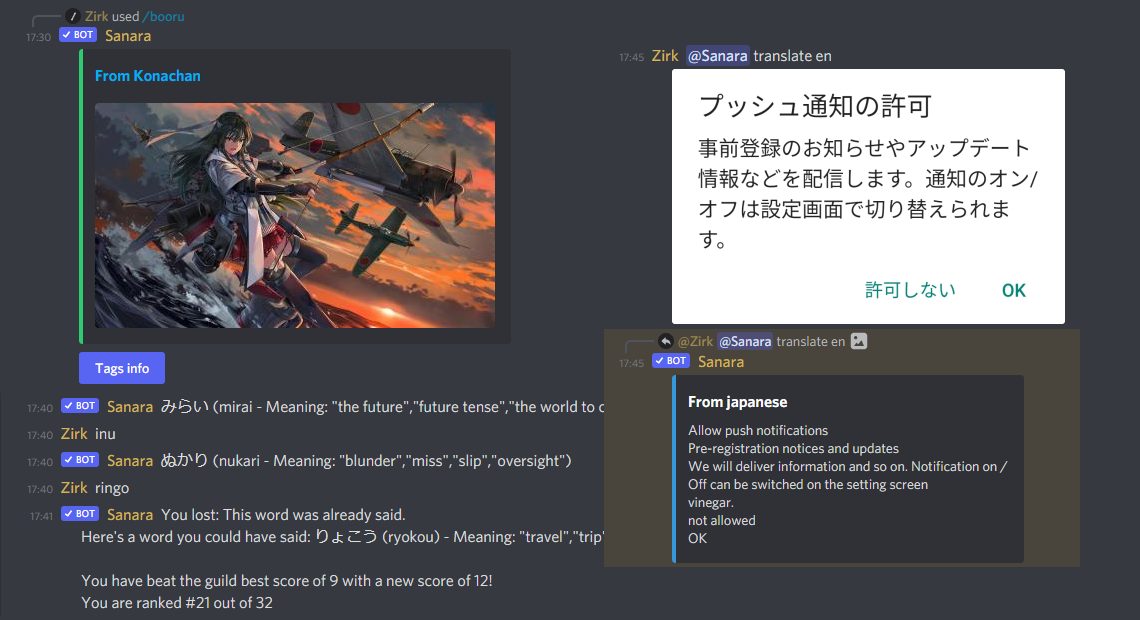 Zirk used /booru
17:30 BOT Sanara
From Konachan
Tags info
17:40 BOT Sanara みらい (mirai - Meaning: "the future","future tense","the world to c
17:40 Zirk inu
17:40 BOT Sanara ぬかり (nukari - Meaning: "blunder","miss","slip","oversight")
17:40 Zirk ringo
17:41 BOT Sanara You lost: This word was already said.
Here's a word you could have said: りょこう (ryokou) - Meaning: "travel","trip"
You have beat the guild best score of 9 with a new score of 12!
You are ranked #21 out of 32
17:45 Zirk @Sanara translate en
プッシュ通知の許可
事前登録のお知らせやアップデート
情報などを配信します。通知のオン/
オフは設定画面で切り替えられま
す。
許可しない OK
@Zirk @Sanara translate en
17:45 BOT Sanara
From japanese
Allow push notifications
Pre-registration notices and updates
We will deliver information and so on. Notification on /
Off can be switched on the setting screen
vinegar.
not allowed
OK